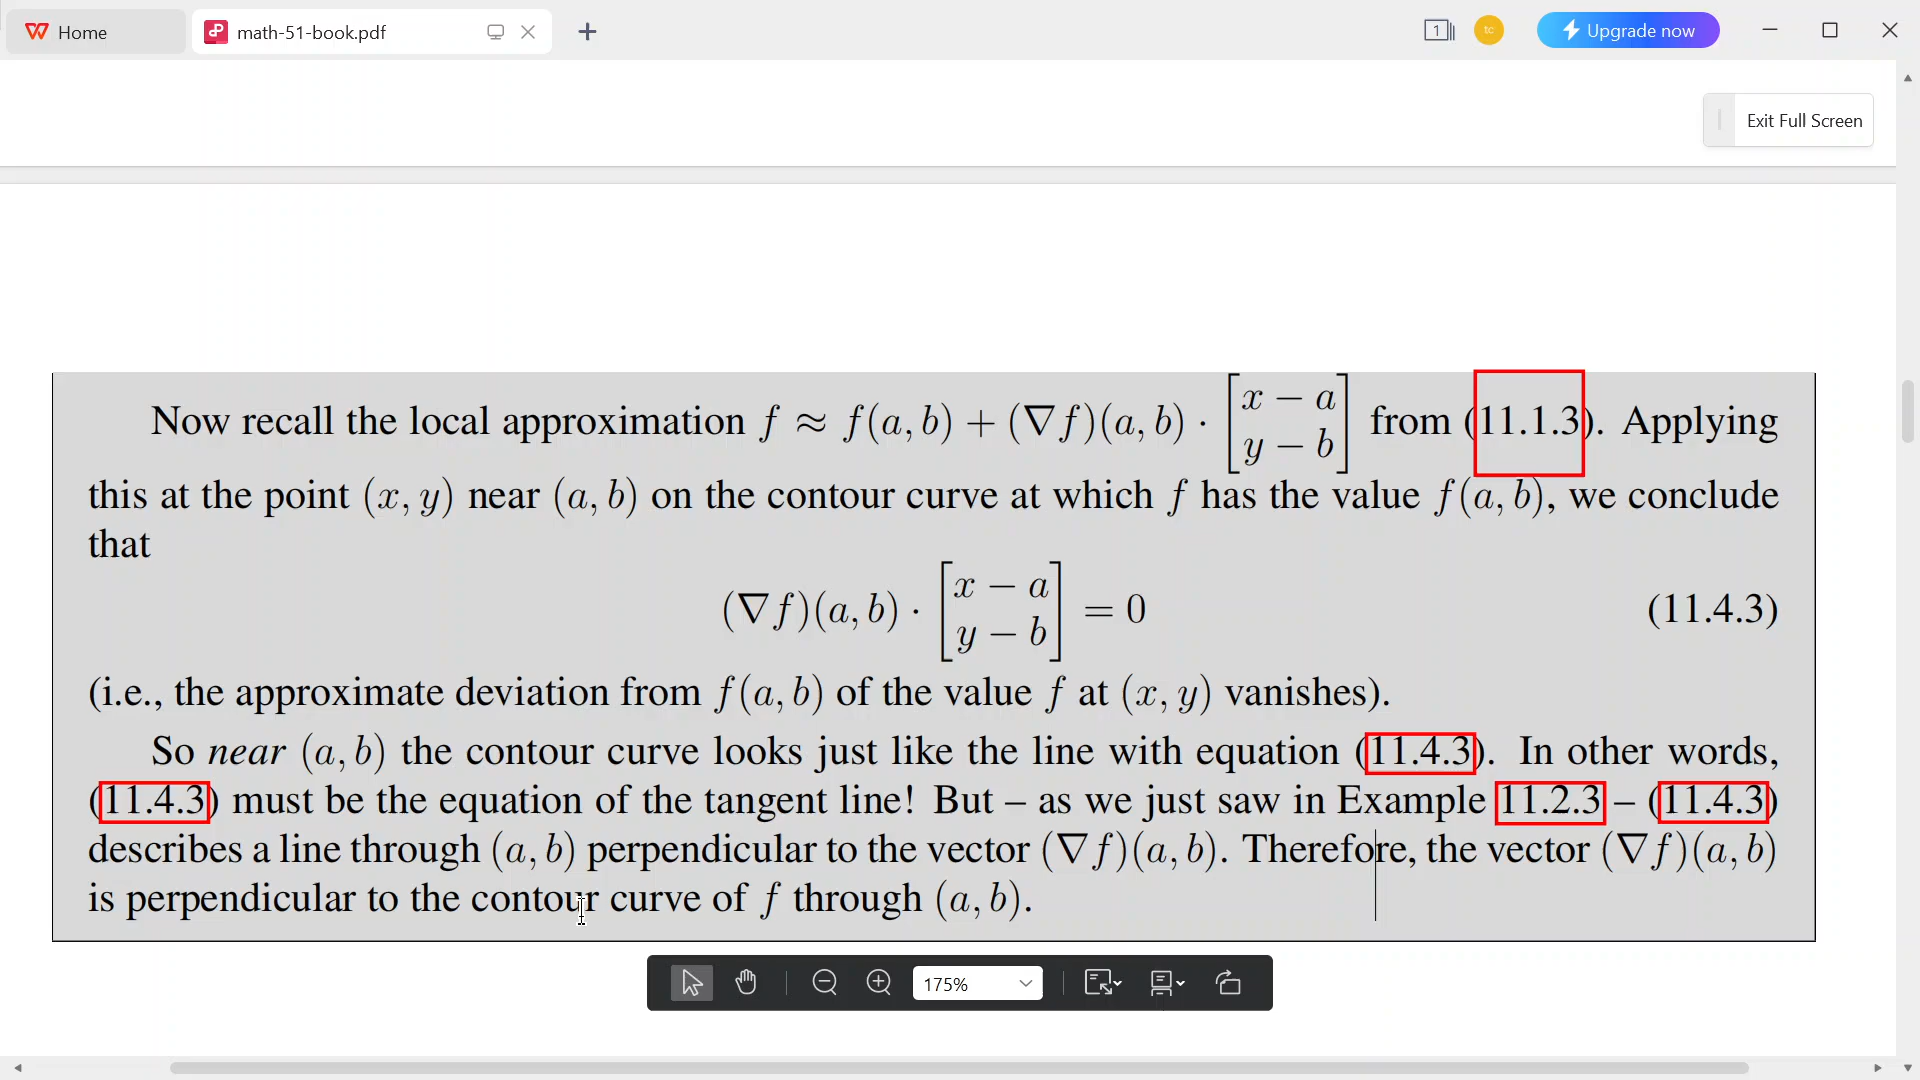 Home
math-51-book.pdf
1
tc
Upgrade now
Exit Full Screen
Now recall the local approximation f ≈ f(a, b) + (∇f)(a, b) · [x − a; y − b] from (11.1.3). Applying
this at the point (x, y) near (a, b) on the contour curve at which f has the value f(a, b), we conclude
that
(∇f)(a, b) · [x − a; y − b] = 0 (11.4.3)
(i.e., the approximate deviation from f(a, b) of the value f at (x, y) vanishes).
So near (a, b) the contour curve looks just like the line with equation (11.4.3). In other words,
(11.4.3) must be the equation of the tangent line! But – as we just saw in Example 11.2.3 – (11.4.3)
describes a line through (a, b) perpendicular to the vector (∇f)(a, b). Therefore, the vector (∇f)(a, b)
is perpendicular to the contour curve of f through (a, b).
175%